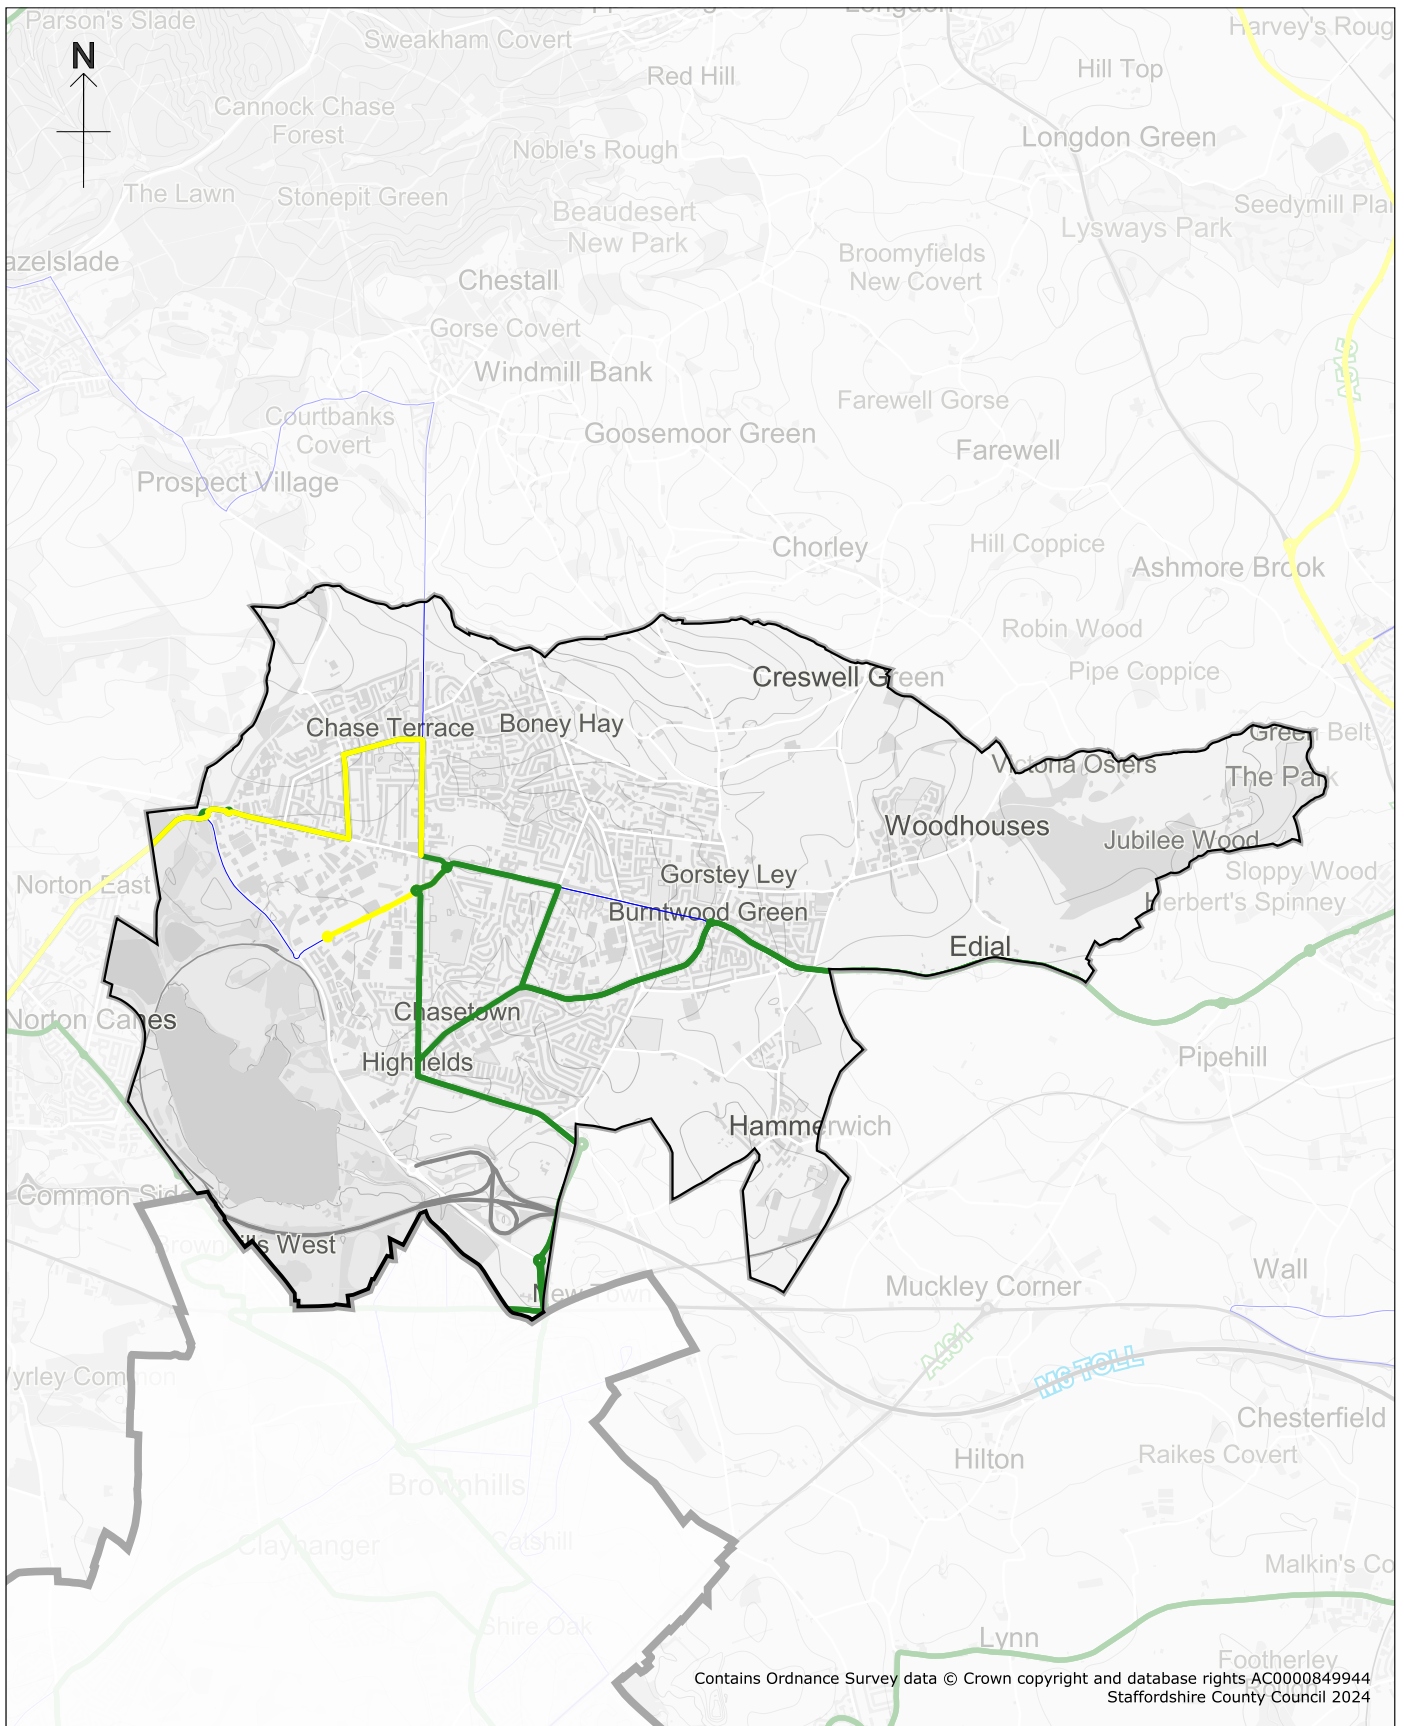 Parson's Slade
Sweakham Covert
Longdon
Harvey's Roug
N
Red Hill
Hill Top
Cannock Chase
Forest
Longdon Green
Noble's Rough
The Lawn
Stonepit Green
Beaudesert
New Park
Seedymill Pla
Lysways Park
azelslade
Broomyfields
New Covert
Chestall
Gorse Covert
A515
Windmill Bank
Courtbanks
Covert
Farewell Gorse
Goosemoor Green
Farewell
Prospect Village
Chorley
Hill Coppice
Ashmore Brook
Robin Wood
Creswell Green
Pipe Coppice
Chase Terrace
Boney Hay
Green Belt
Victoria Osiers
The Park
Woodhouses
Jubilee Wood
Norton East
Gorstey Ley
Sloppy Wood
Burntwood Green
Herbert's Spinney
Edial
Norton Canes
Chasetown
Highfields
Pipehill
Hammerwich
Common Side
Brownhills West
Wall
New Town
Muckley Corner
A461
M6 TOLL
Wyrley Common
Chesterfield
Hilton
Raikes Covert
Brownhills
Clayhanger
Catshill
Malkin's Co
Shire Oak
Lynn
Footherley
Rough
Contains Ordnance Survey data © Crown copyright and database rights AC0000849944
Staffordshire County Council 2024